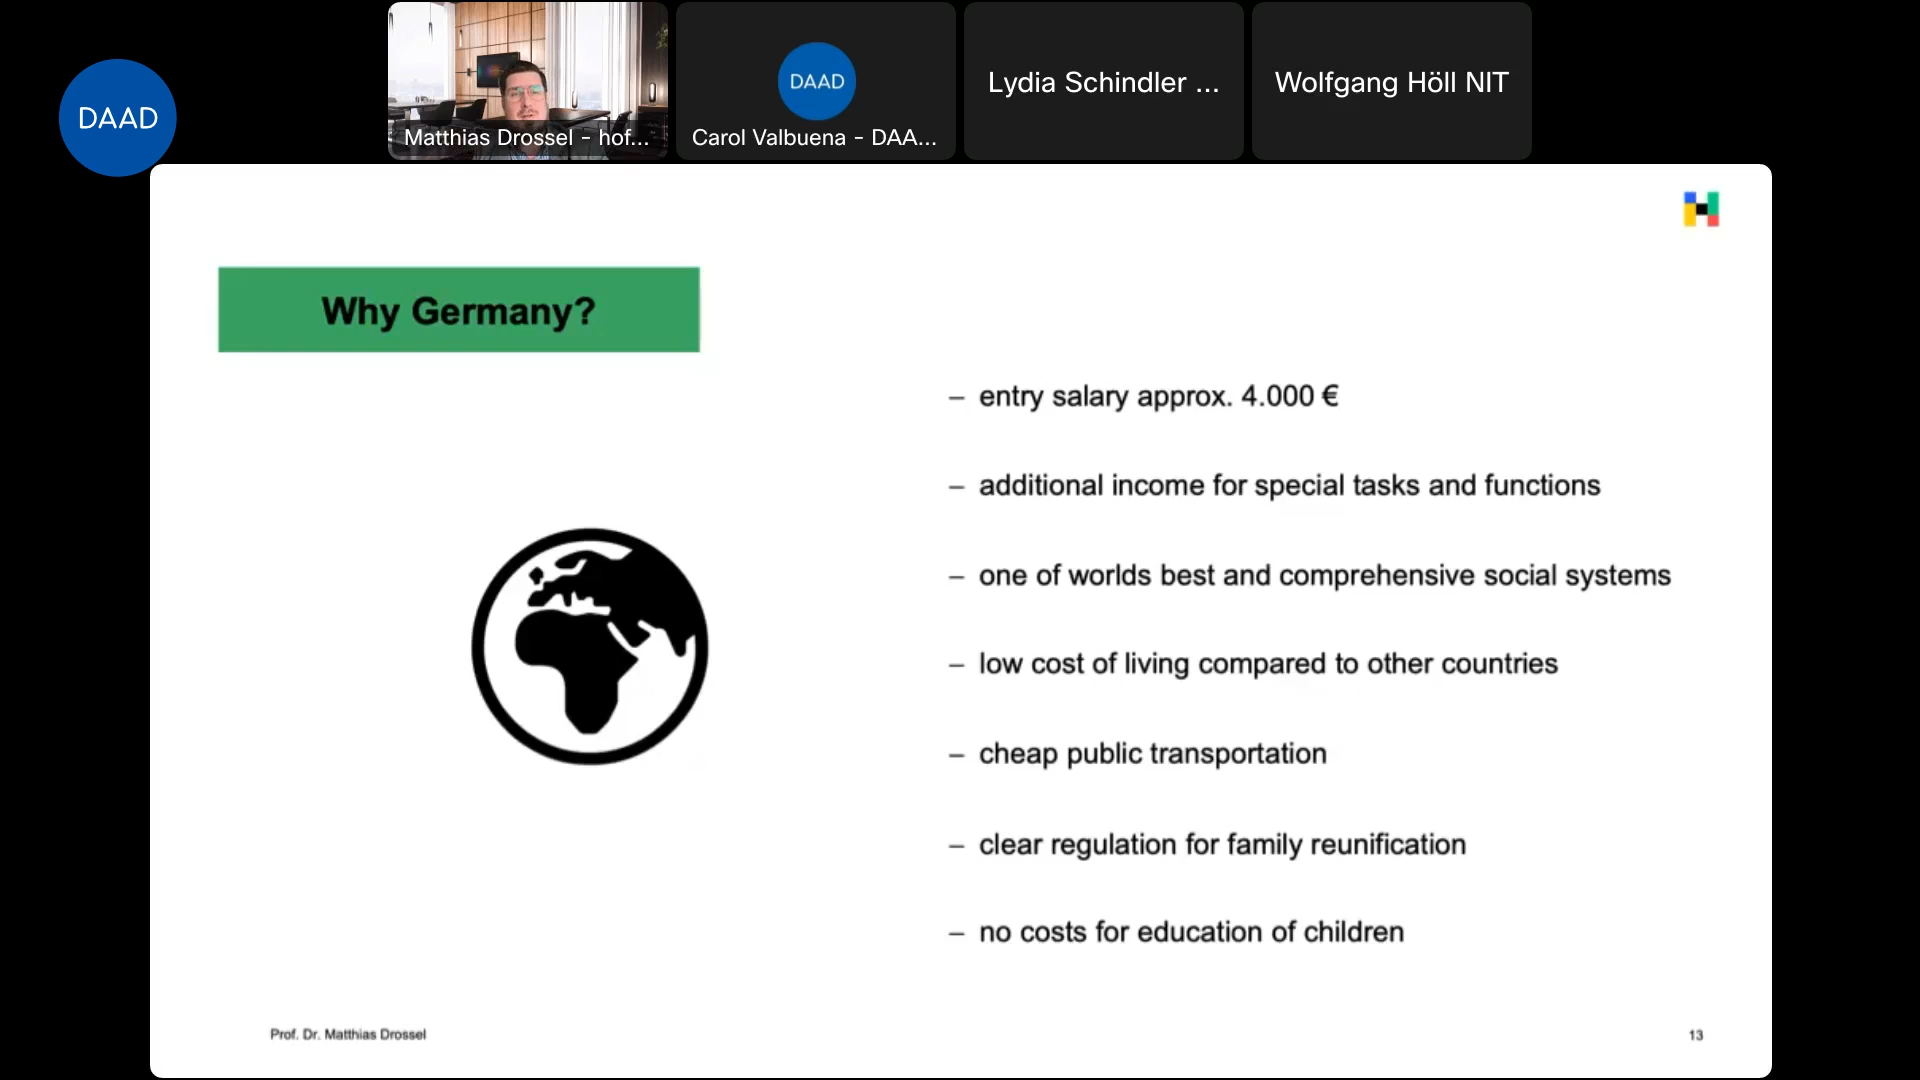 DAAD
Matthias Drossel - hof...
DAAD
Carol Valbuena - DAA...
Lydia Schindler ...
Wolfgang Höll NIT
Why Germany?
– entry salary approx. 4.000 €
– additional income for special tasks and functions
– one of worlds best and comprehensive social systems
– low cost of living compared to other countries
– cheap public transportation
– clear regulation for family reunification
– no costs for education of children
Prof. Dr. Matthias Drossel
13